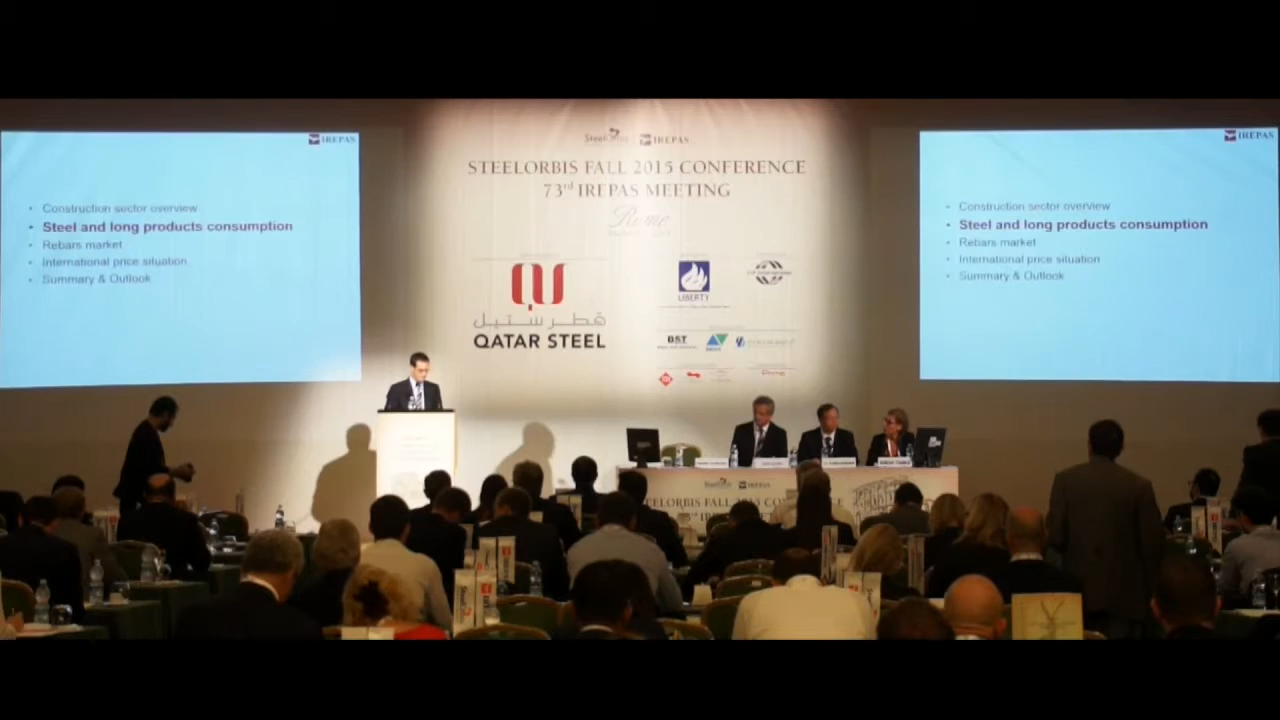 IREPAS
• Construction sector overview
• Steel and long products consumption
• Rebars market
• International price situation
• Summary & Outlook
SteelOrbis IREPAS
STEELORBIS FALL 2015 CONFERENCE
73rd IREPAS MEETING
Rome
قطر ستيل
QATAR STEEL
LIBERTY
BST
IREPAS
• Construction sector overview
• Steel and long products consumption
• Rebars market
• International price situation
• Summary & Outlook
STEELORBIS FALL 2015
73rd